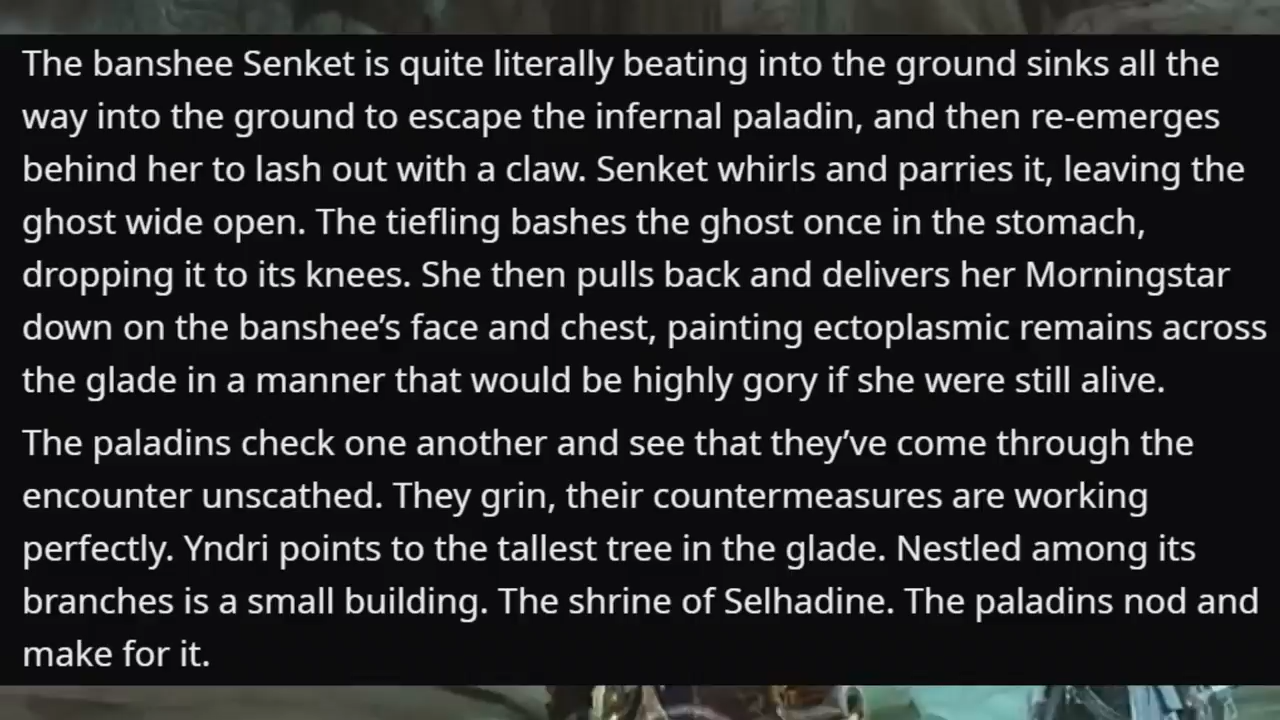 The banshee Senket is quite literally beating into the ground sinks all the
way into the ground to escape the infernal paladin, and then re-emerges
behind her to lash out with a claw. Senket whirls and parries it, leaving the
ghost wide open. The tiefling bashes the ghost once in the stomach,
dropping it to its knees. She then pulls back and delivers her Morningstar
down on the banshee’s face and chest, painting ectoplasmic remains across
the glade in a manner that would be highly gory if she were still alive.
The paladins check one another and see that they’ve come through the
encounter unscathed. They grin, their countermeasures are working
perfectly. Yndri points to the tallest tree in the glade. Nestled among its
branches is a small building. The shrine of Selhadine. The paladins nod and
make for it.